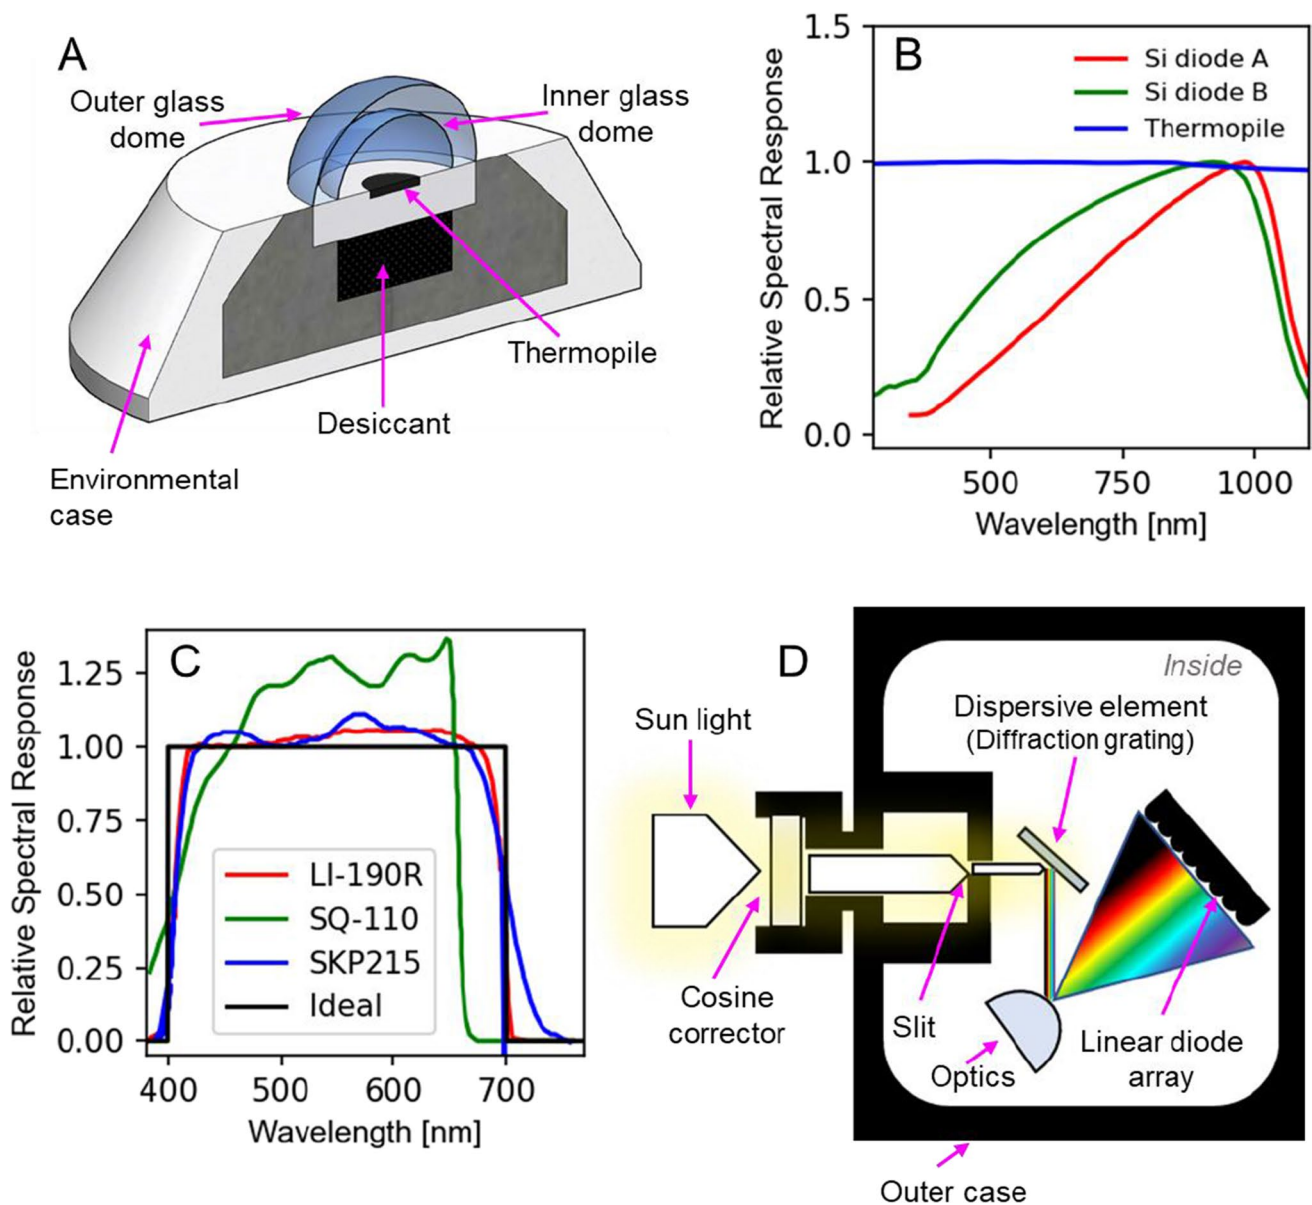 A
Outer glass
dome
Inner glass
dome
Thermopile
Desiccant
Environmental
case
B
Si diode A
Si diode B
Thermopile
1.5
1.0
0.5
0.0
Relative Spectral Response
500 750 1000
Wavelength [nm]
C
1.25
1.00
0.75
0.50
0.25
0.00
Relative Spectral Response
LI-190R
SQ-110
SKP215
Ideal
400 500 600 700
Wavelength [nm]
D
Inside
Sun light
Dispersive element
(Diffraction grating)
Cosine
corrector
Slit
Optics
Linear diode
array
Outer case